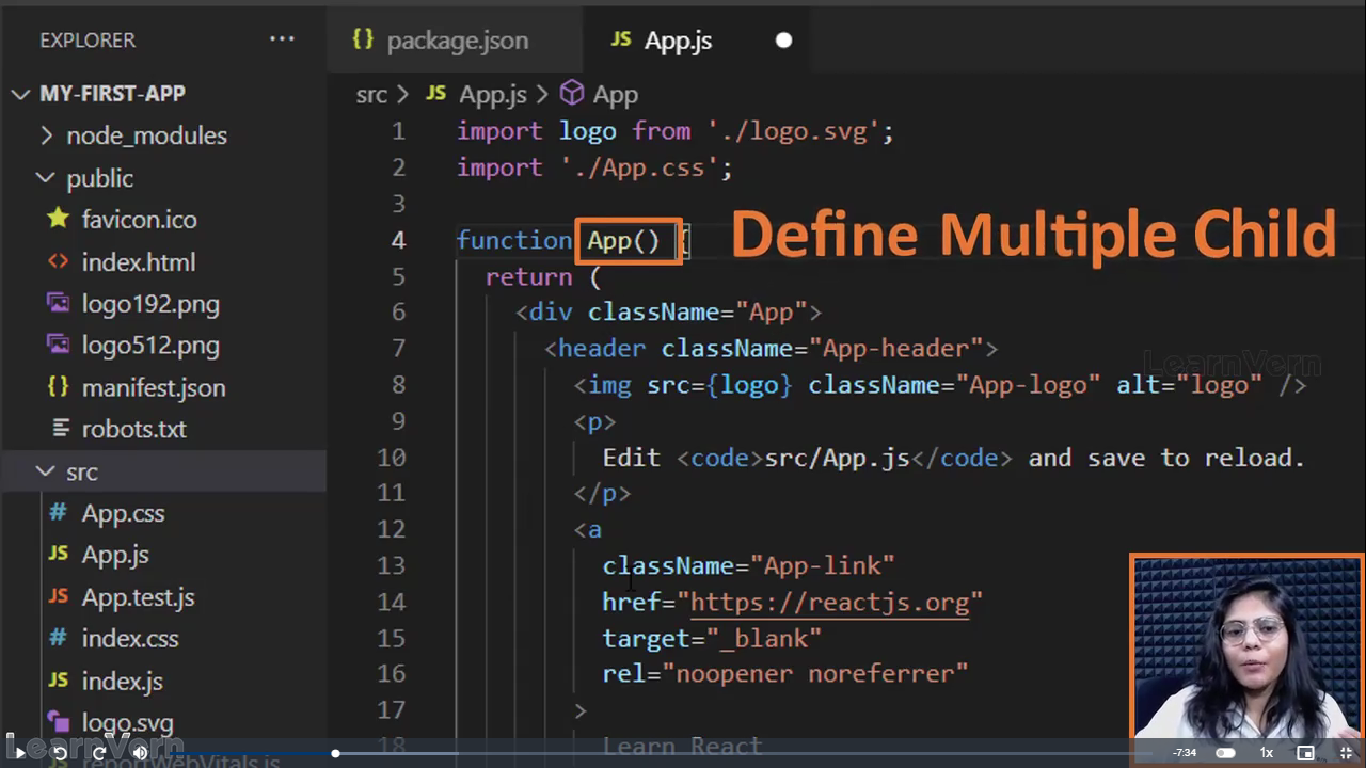 EXPLORER ···
MY-FIRST-APP
node_modules
public
favicon.ico
index.html
logo192.png
logo512.png
{} manifest.json
robots.txt
src
# App.css
JS App.js
JS App.test.js
# index.css
JS index.js
logo.svg
reportWebVitals.js
{} package.json
JS App.js
src > JS App.js > App
1 import logo from './logo.svg';
2 import './App.css';
3
4 function App() {
Define Multiple Child
5 return (
6 <div className="App">
7 <header className="App-header">
LearnVern
8 <img src={logo} className="App-logo" alt="logo" />
9 <p>
10 Edit <code>src/App.js</code> and save to reload.
11 </p>
12 <a
13 className="App-link"
14 href="https://reactjs.org"
15 target="_blank"
16 rel="noopener noreferrer"
17 >
18 Learn React
LearnVern
-7:34 1x